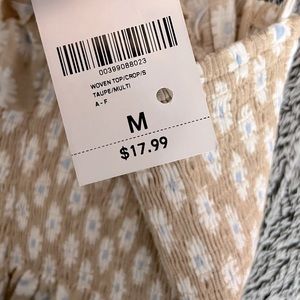 00399088023
WOVEN TOP/CROP/S
TAUPE/MULTI
A - F
M
$17.99